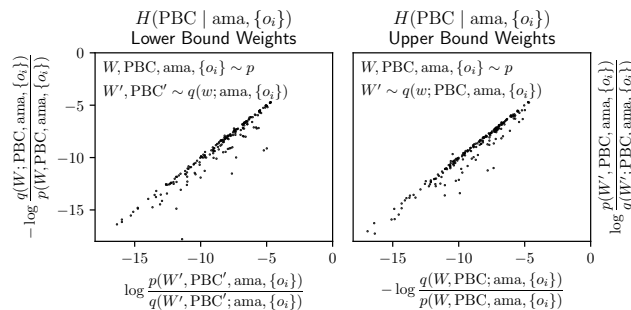 H(PBC | ama, {o_i})
Lower Bound Weights
H(PBC | ama, {o_i})
Upper Bound Weights
W, PBC, ama, {o_i} ∼ p
W′, PBC′ ∼ q(w; ama, {o_i})
W, PBC, ama, {o_i} ∼ p
W′ ∼ q(w; PBC, ama, {o_i})
0
−5
−10
−15
−15 −10 −5 0
−15 −10 −5 0
− log q(W; PBC, ama, {o_i}) / p(W, PBC, ama, {o_i})
log p(W′, PBC′, ama, {o_i}) / q(W′, PBC′; ama, {o_i})
− log q(W, PBC; ama, {o_i}) / p(W, PBC, ama, {o_i})
log p(W′, PBC, ama, {o_i}) / q(W′; PBC, ama, {o_i})